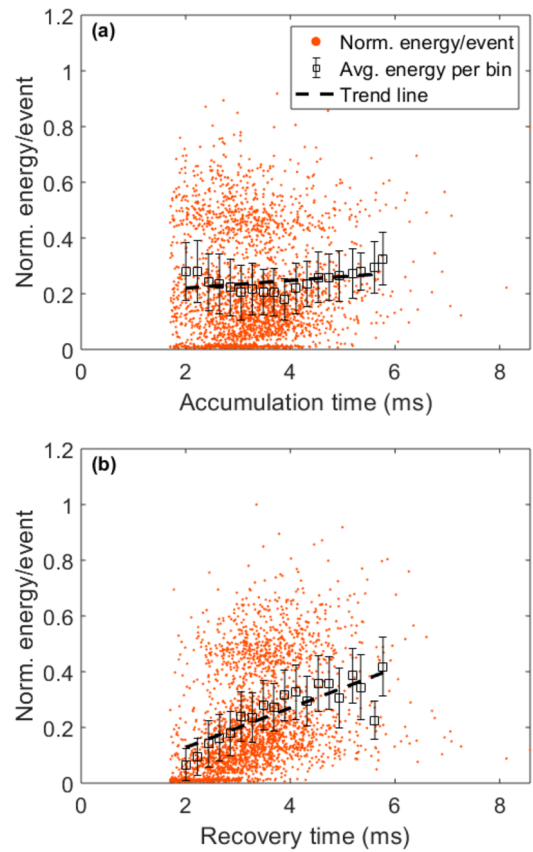 1.2
(a)
Norm. energy/event
Avg. energy per bin
Trend line
1
0.8
0.6
0.4
0.2
0
Norm. energy/event
0
2
4
6
8
Accumulation time (ms)
1.2
(b)
1
0.8
0.6
0.4
0.2
0
Norm. energy/event
0
2
4
6
8
Recovery time (ms)